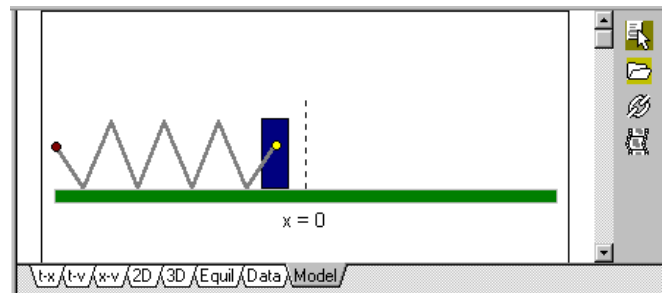 x = 0
t-x t-v x-v 2D 3D Equil Data Model